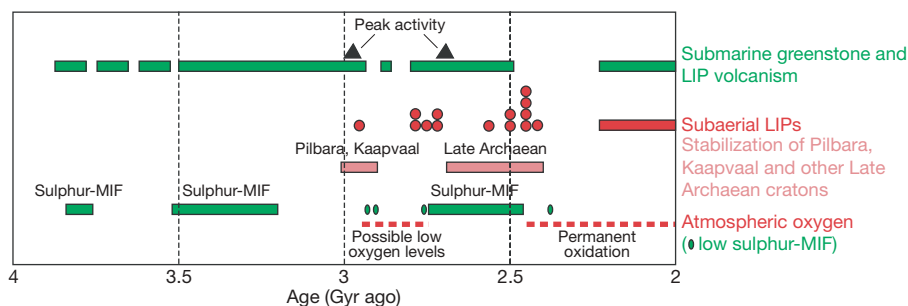 Peak activity
Submarine greenstone and
LIP volcanism
Subaerial LIPs
Pilbara, Kaapvaal
Late Archaean
Stabilization of Pilbara,
Kaapvaal and other Late
Archaean cratons
Sulphur-MIF
Sulphur-MIF
Sulphur-MIF
Atmospheric oxygen
(low sulphur-MIF)
Possible low
oxygen levels
Permanent
oxidation
4
3.5
3
2.5
2
Age (Gyr ago)